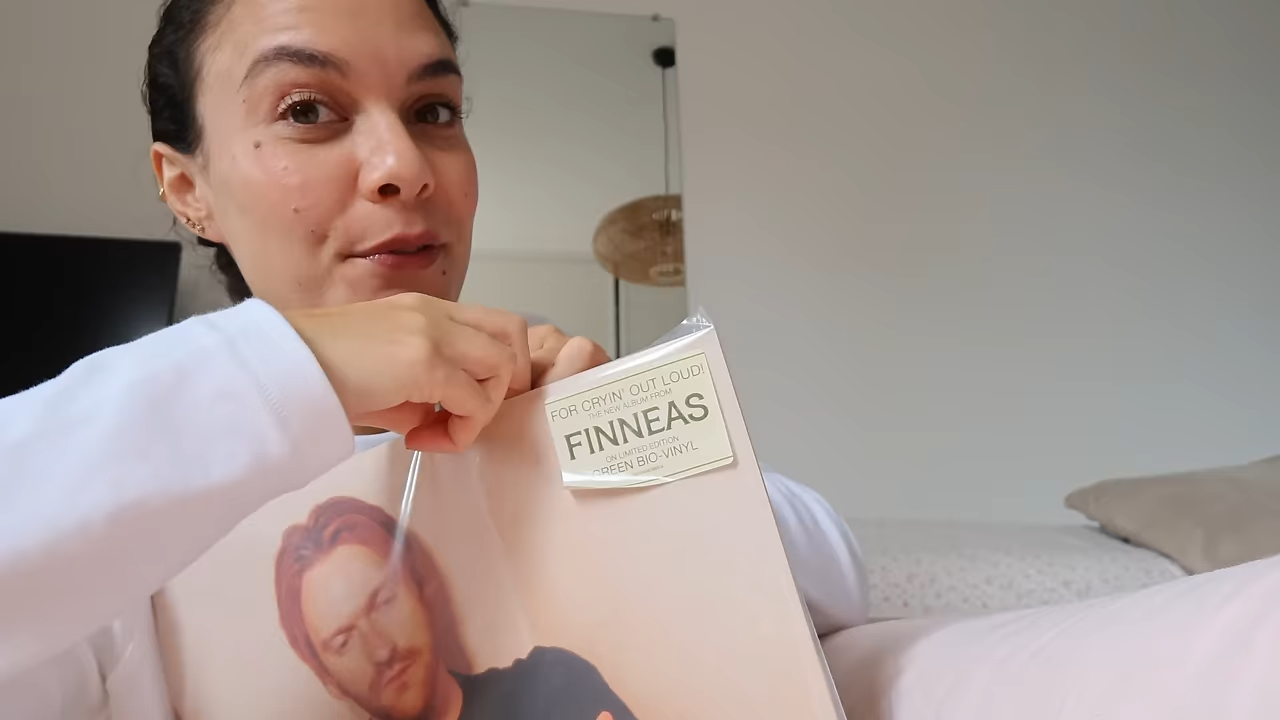 FOR CRYIN' OUT LOUD!
THE NEW ALBUM FROM
FINNEAS
ON LIMITED EDITION
GREEN BIO-VINYL